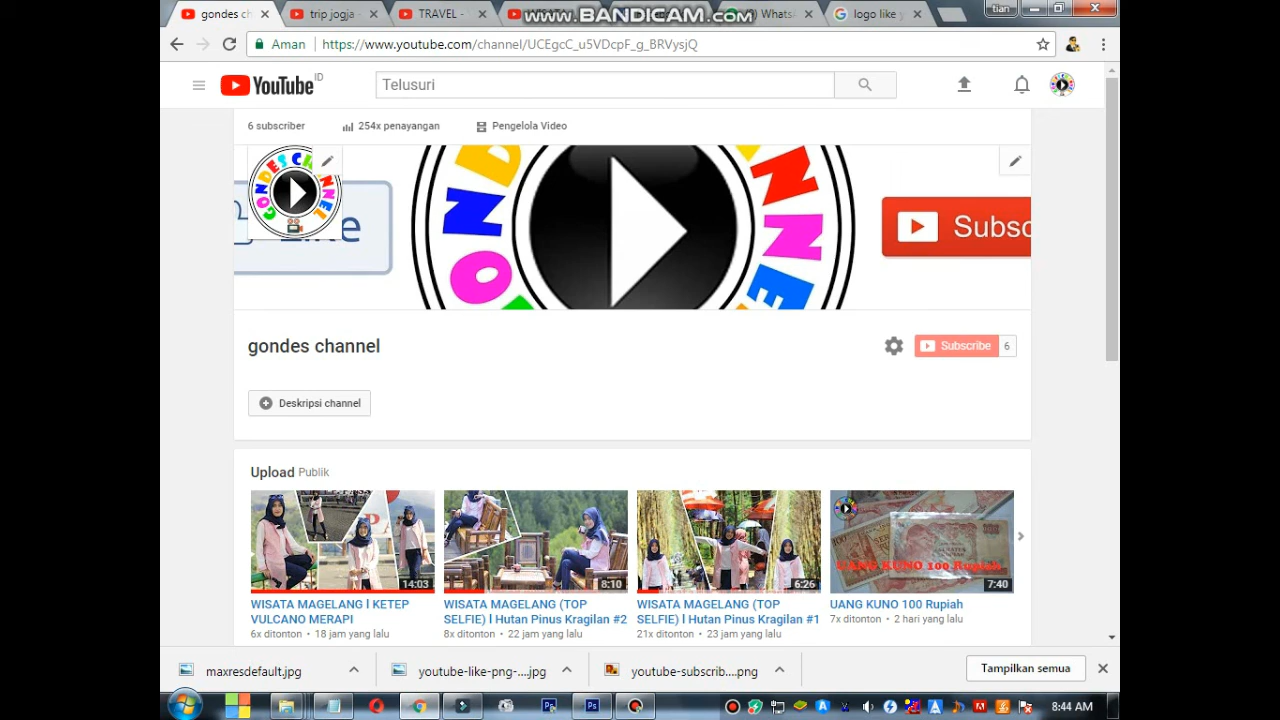 gondes ch
trip jogja -
TRAVEL -
www.BANDICAM.com
logo like y
tian
Aman
https://www.youtube.com/channel/UCEgcC_u5VDcpF_g_BRVysjQ
YouTube ID
Telusuri
6 subscriber
254x penayangan
Pengelola Video
GONDES CHANNEL
Like
OND
NNE
Subsc
gondes channel
Subscribe
6
Deskripsi channel
Upload Publik
14:03
8:10
6:26
UANG KUNO 100 Rupiah
7:40
WISATA MAGELANG l KETEP
VULCANO MERAPI
6x ditonton • 18 jam yang lalu
WISATA MAGELANG (TOP
SELFIE) l Hutan Pinus Kragilan #2
8x ditonton • 22 jam yang lalu
WISATA MAGELANG (TOP
SELFIE) l Hutan Pinus Kragilan #1
21x ditonton • 23 jam yang lalu
UANG KUNO 100 Rupiah
7x ditonton • 2 hari yang lalu
maxresdefault.jpg
youtube-like-png-....jpg
youtube-subscrib....png
Tampilkan semua
8:44 AM